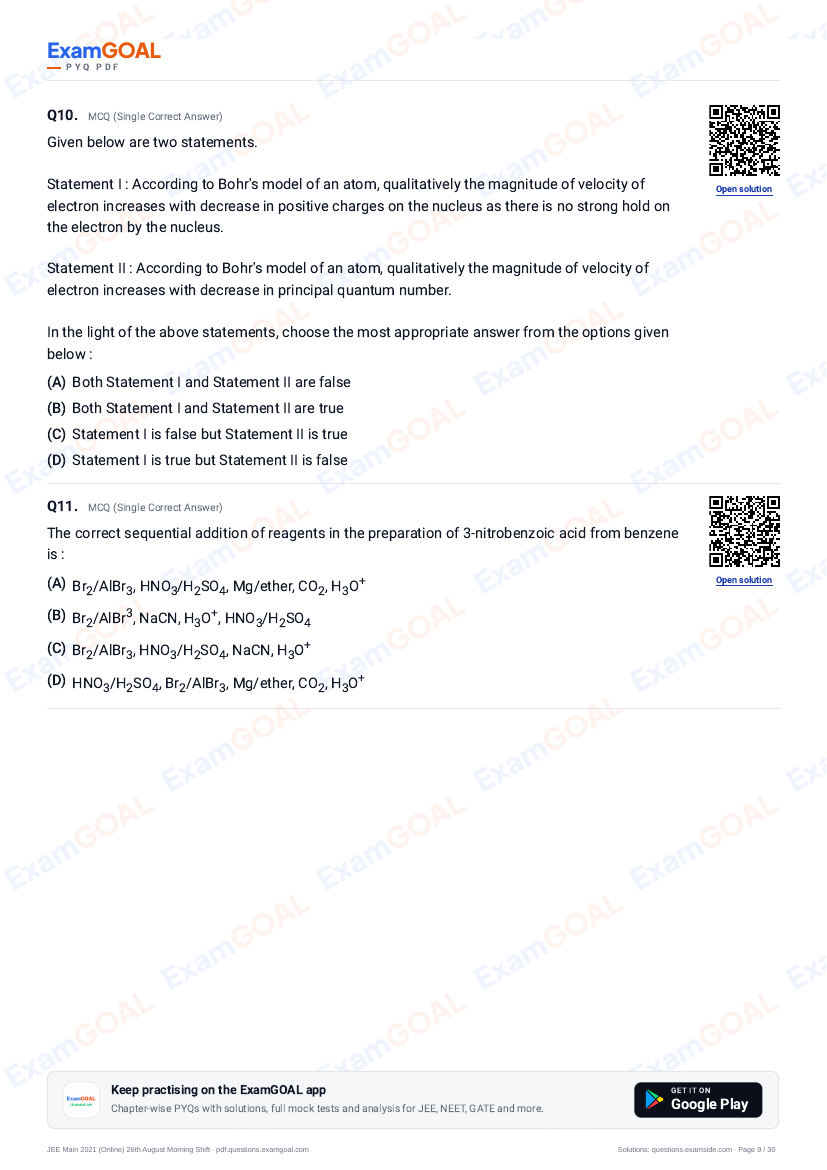 ExamGOAL
PYQ PDF
Q10. MCQ (Single Correct Answer)
Given below are two statements.
Statement I : According to Bohr's model of an atom, qualitatively the magnitude of velocity of
electron increases with decrease in positive charges on the nucleus as there is no strong hold on
the electron by the nucleus.
Statement II : According to Bohr's model of an atom, qualitatively the magnitude of velocity of
electron increases with decrease in principal quantum number.
In the light of the above statements, choose the most appropriate answer from the options given
below :
(A) Both Statement I and Statement II are false
(B) Both Statement I and Statement II are true
(C) Statement I is false but Statement II is true
(D) Statement I is true but Statement II is false
Open solution
Q11. MCQ (Single Correct Answer)
The correct sequential addition of reagents in the preparation of 3-nitrobenzoic acid from benzene
is :
(A) Br₂/AlBr₃, HNO₃/H₂SO₄, Mg/ether, CO₂, H₃O⁺
(B) Br₂/AlBr³, NaCN, H₃O⁺, HNO₃/H₂SO₄
(C) Br₂/AlBr₃, HNO₃/H₂SO₄, NaCN, H₃O⁺
(D) HNO₃/H₂SO₄, Br₂/AlBr₃, Mg/ether, CO₂, H₃O⁺
Open solution
ExamGOAL
Keep practising on the ExamGOAL app
Chapter-wise PYQs with solutions, full mock tests and analysis for JEE, NEET, GATE and more.
GET IT ON
Google Play
JEE Main 2021 (Online) 26th August Morning Shift · pdf.questions.examgoal.com
Solutions: questions.examside.com · Page 9 / 30